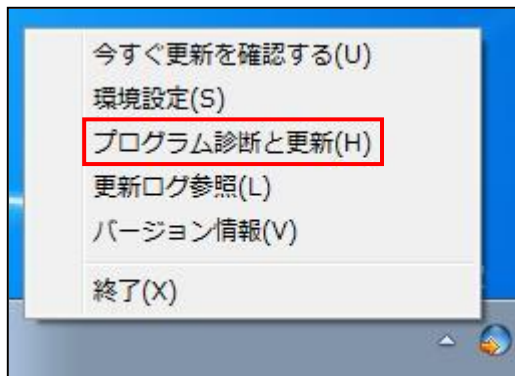 今すぐ更新を確認する(U)
環境設定(S)
プログラム診断と更新(H)
更新ログ参照(L)
バージョン情報(V)
終了(X)